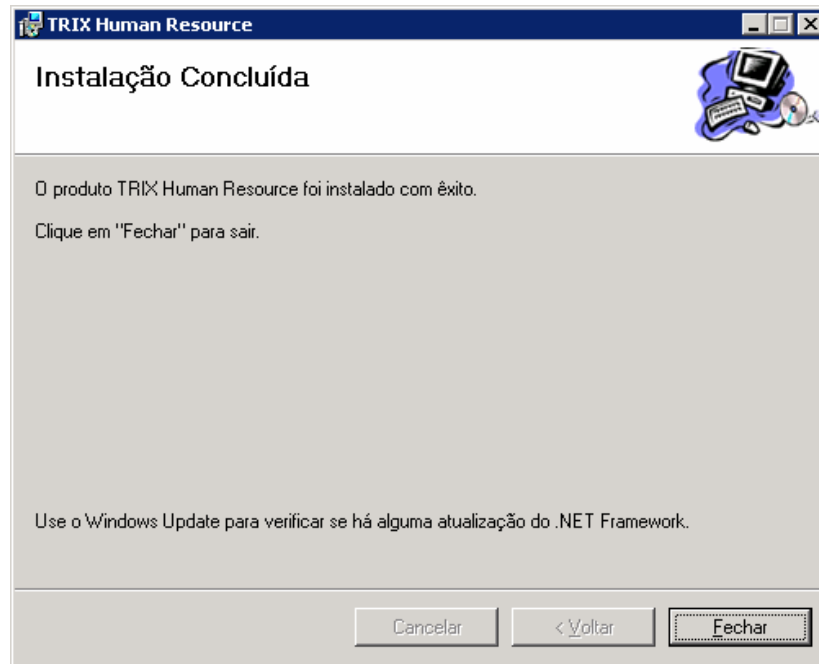 TRIX Human Resource
Instalação Concluída
O produto TRIX Human Resource foi instalado com êxito.
Clique em "Fechar" para sair.
Use o Windows Update para verificar se há alguma atualização do .NET Framework.
Cancelar
< Voltar
Fechar